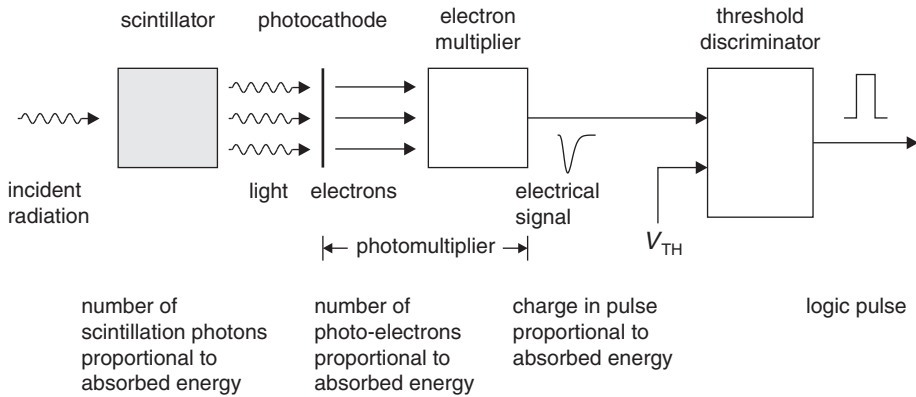 scintillator
photocathode
electron
multiplier
threshold
discriminator
incident
radiation
light
electrons
electrical
signal
V_TH
photomultiplier
number of
scintillation photons
proportional to
absorbed energy
number of
photo-electrons
proportional to
absorbed energy
charge in pulse
proportional to
absorbed energy
logic pulse